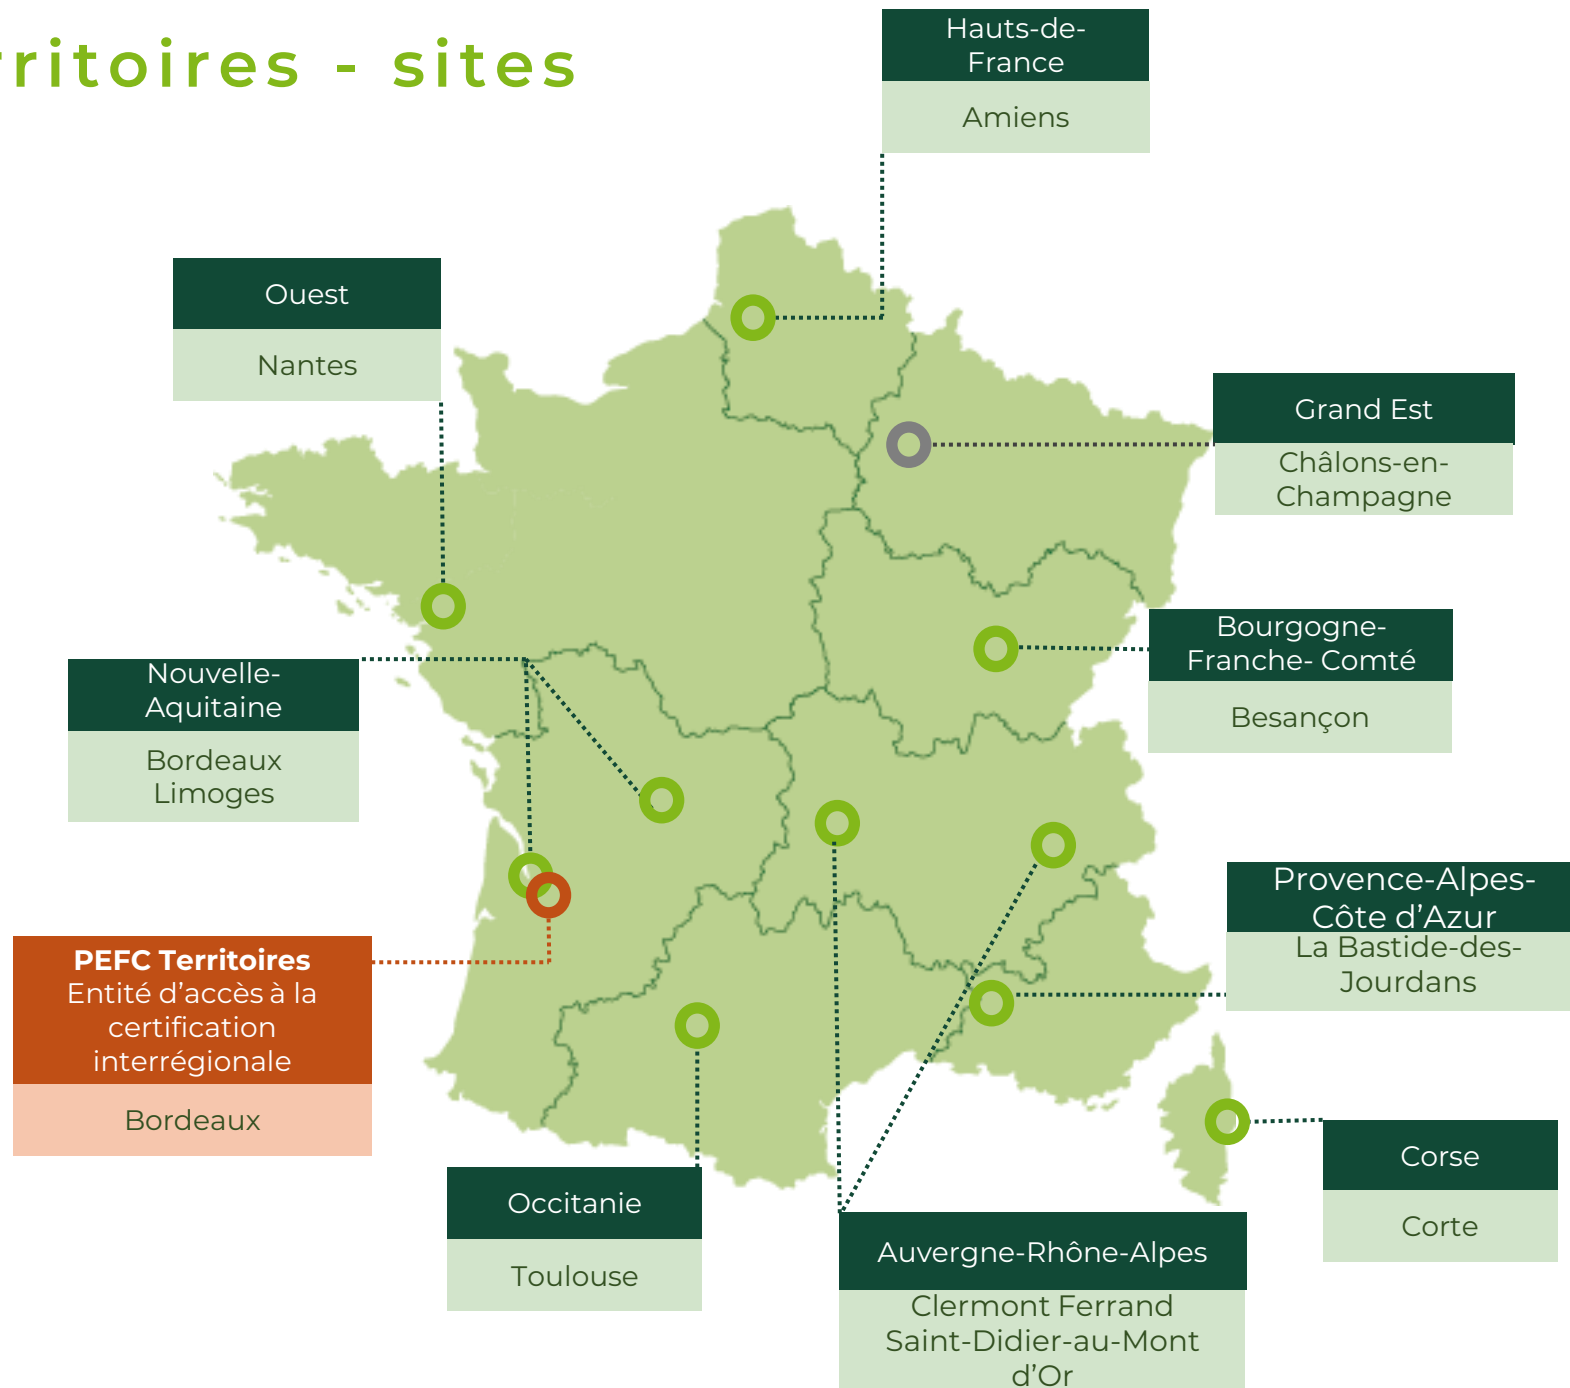 rritoires - sites
Hauts-de-
France
Amiens
Ouest
Nantes
Grand Est
Châlons-en-
Champagne
Bourgogne-
Franche- Comté
Besançon
Nouvelle-
Aquitaine
Bordeaux
Limoges
Provence-Alpes-
Côte d’Azur
La Bastide-des-
Jourdans
PEFC Territoires
Entité d’accès à la
certification
interrégionale
Bordeaux
Corse
Corte
Occitanie
Toulouse
Auvergne-Rhône-Alpes
Clermont Ferrand
Saint-Didier-au-Mont
d’Or